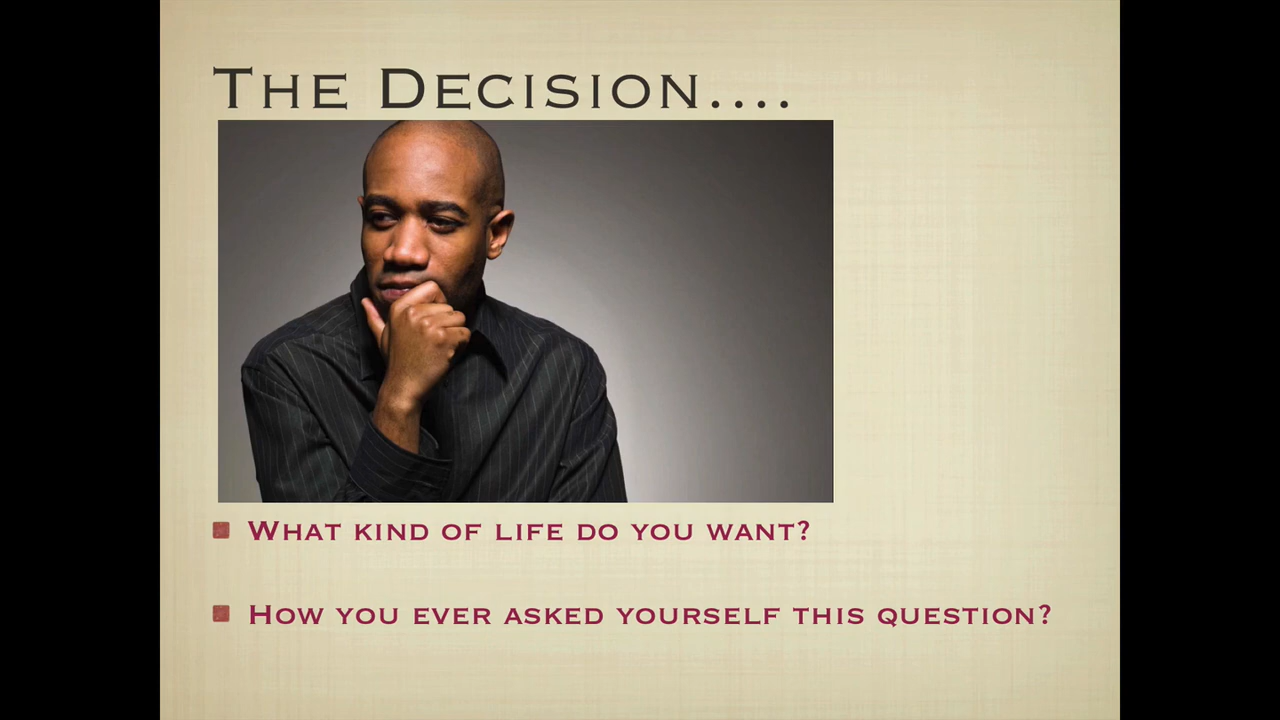 The Decision....
What kind of life do you want?
How you ever asked yourself this question?